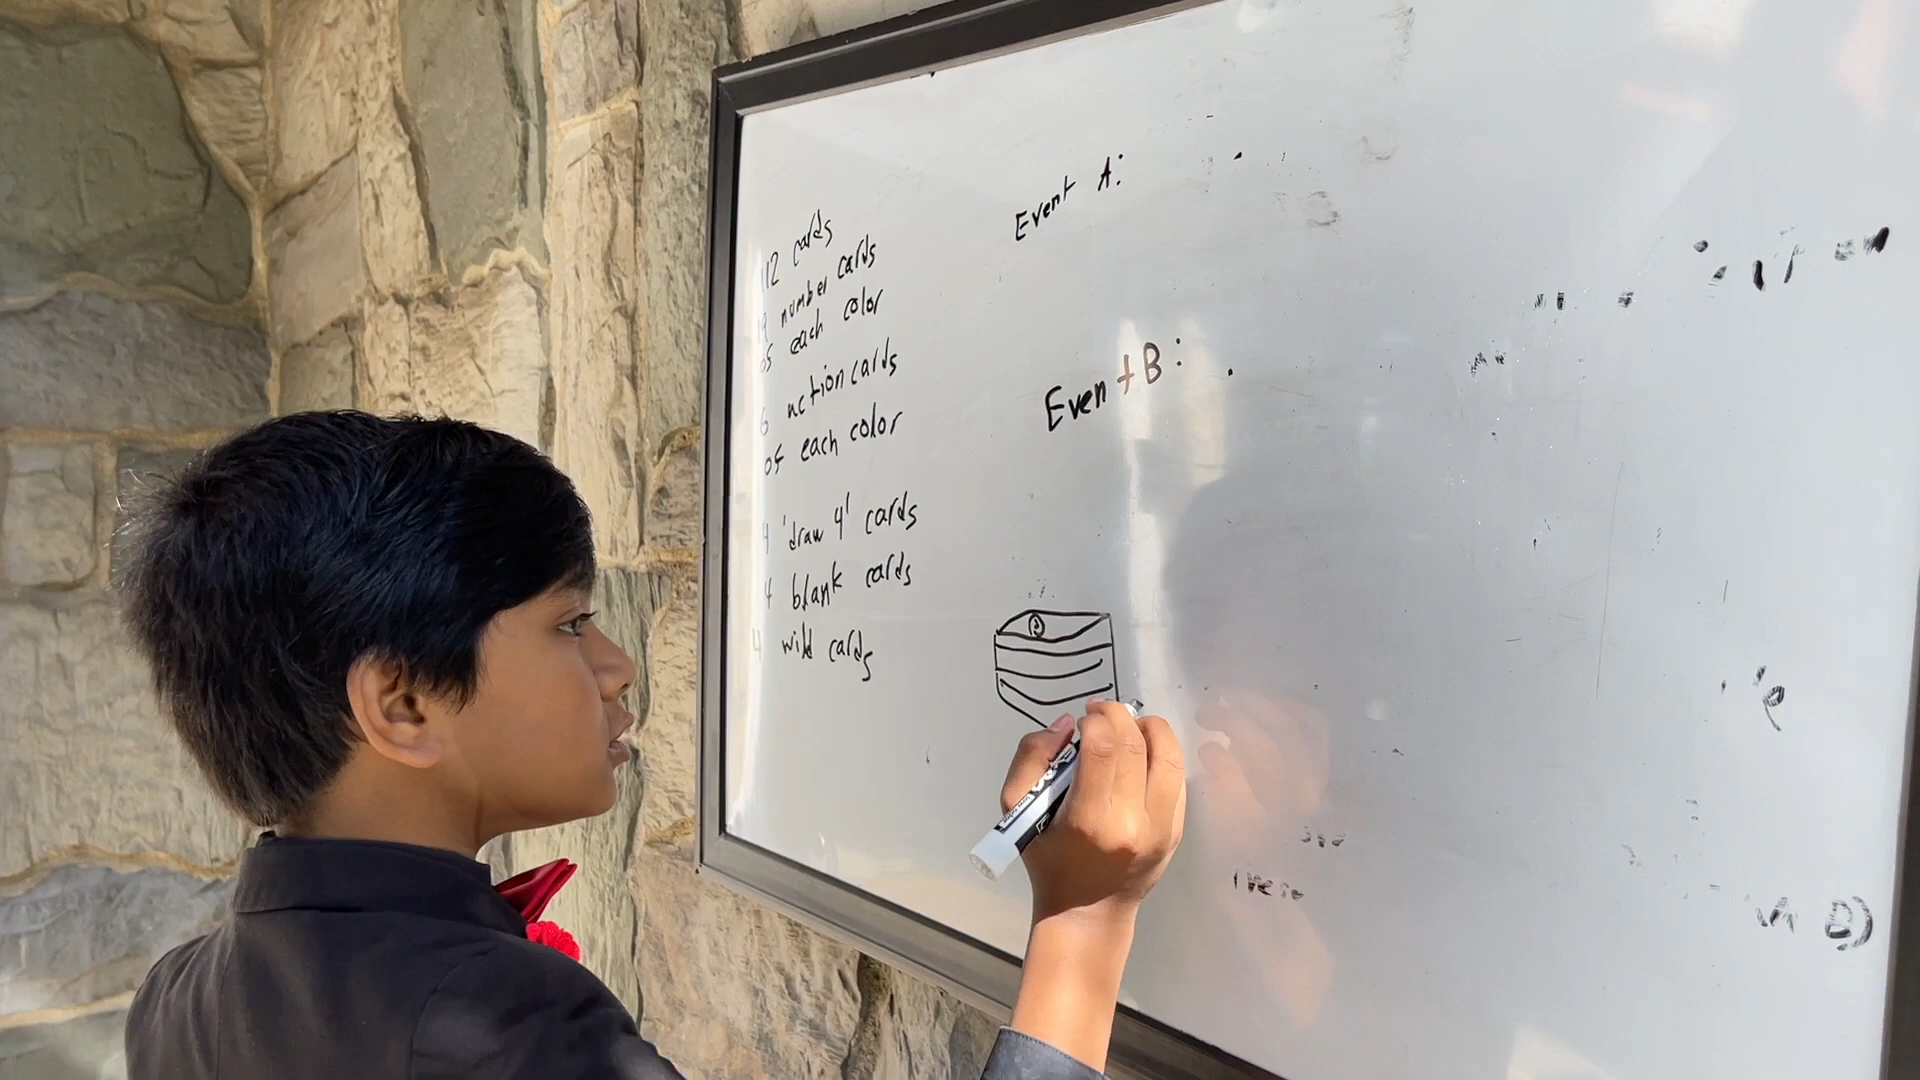 112 cards
19 number cards
of each color
6 action cards
of each color
4 'draw 4' cards
4 blank cards
4 wild cards
Event A:
Event B:
B)